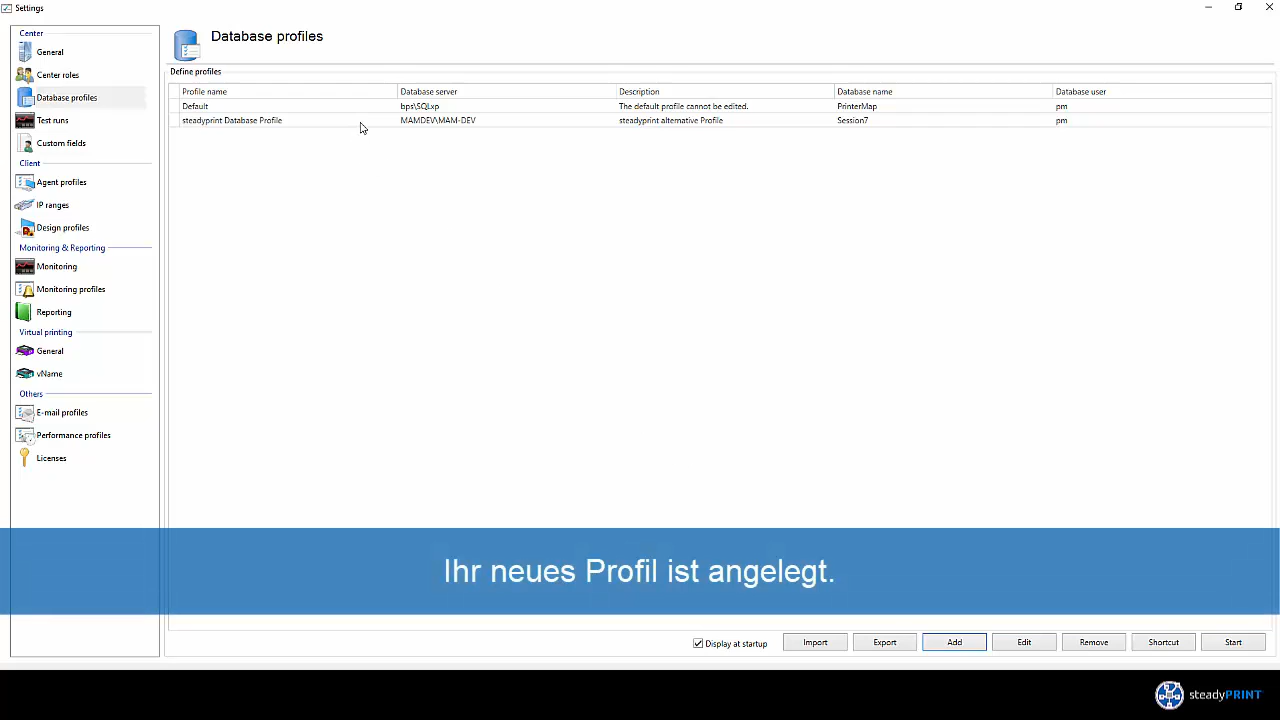 Settings
Center
General
Center roles
Database profiles
Test runs
Custom fields
Client
Agent profiles
IP ranges
Design profiles
Monitoring & Reporting
Monitoring
Monitoring profiles
Reporting
Virtual printing
General
vName
Others
E-mail profiles
Performance profiles
Licenses
Database profiles
Define profiles
Profile name Database server Description Database name Database user
Default bps\SQLxp The default profile cannot be edited. PrinterMap pm
steadyprint Database Profile MAMDEV\MAM-DEV steadyprint alternative Profile Session7 pm
Ihr neues Profil ist angelegt.
Display at startup Import Export Add Edit Remove Shortcut Start
steadyPRINT